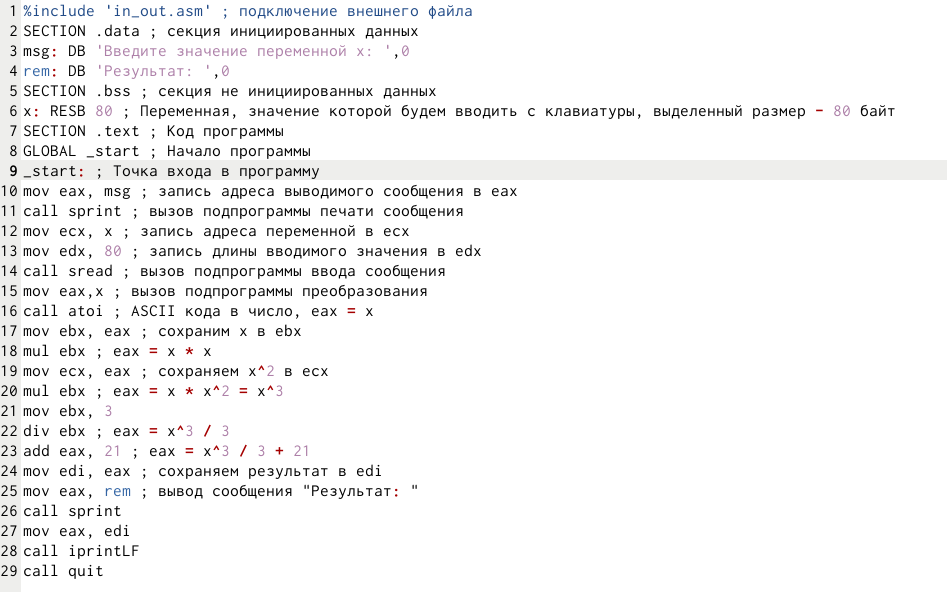 1 %include 'in_out.asm' ; подключение внешнего файла
2 SECTION .data ; секция инициированных данных
3 msg: DB 'Введите значение переменной x: ',0
4 rem: DB 'Результат: ',0
5 SECTION .bss ; секция не инициированных данных
6 x: RESB 80 ; Переменная, значение которой будем вводить с клавиатуры, выделенный размер - 80 байт
7 SECTION .text ; Код программы
8 GLOBAL _start ; Начало программы
9 _start: ; Точка входа в программу
10 mov eax, msg ; запись адреса выводимого сообщения в eax
11 call sprint ; вызов подпрограммы печати сообщения
12 mov ecx, x ; запись адреса переменной в ecx
13 mov edx, 80 ; запись длины вводимого значения в edx
14 call sread ; вызов подпрограммы ввода сообщения
15 mov eax,x ; вызов подпрограммы преобразования
16 call atoi ; ASCII кода в число, eax = x
17 mov ebx, eax ; сохраним x в ebx
18 mul ebx ; eax = x * x
19 mov ecx, eax ; сохраняем x^2 в ecx
20 mul ebx ; eax = x * x^2 = x^3
21 mov ebx, 3
22 div ebx ; eax = x^3 / 3
23 add eax, 21 ; eax = x^3 / 3 + 21
24 mov edi, eax ; сохраняем результат в edi
25 mov eax, rem ; вывод сообщения "Результат: "
26 call sprint
27 mov eax, edi
28 call iprintLF
29 call quit